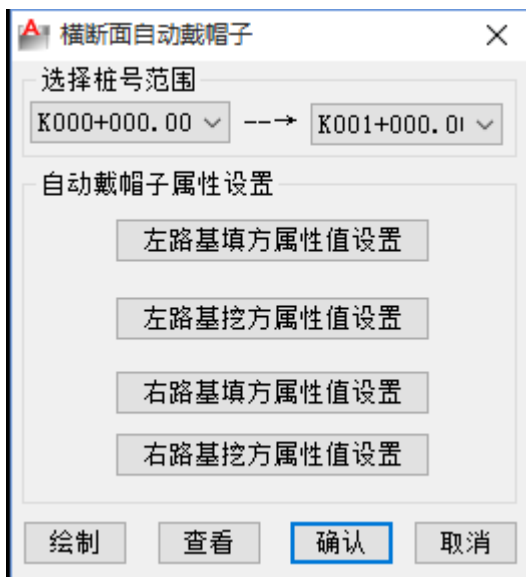 横断面自动戴帽子
选择桩号范围
K000+000.00 --→ K001+000.0
自动戴帽子属性设置
左路基填方属性值设置
左路基挖方属性值设置
右路基填方属性值设置
右路基挖方属性值设置
绘制 查看 确认 取消